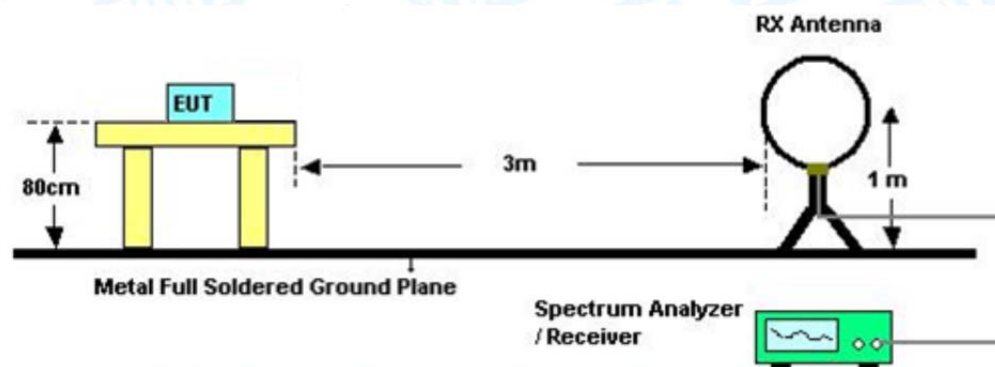 RX Antenna
EUT
3m
80cm
1 m
Metal Full Soldered Ground Plane
Spectrum Analyzer
/ Receiver